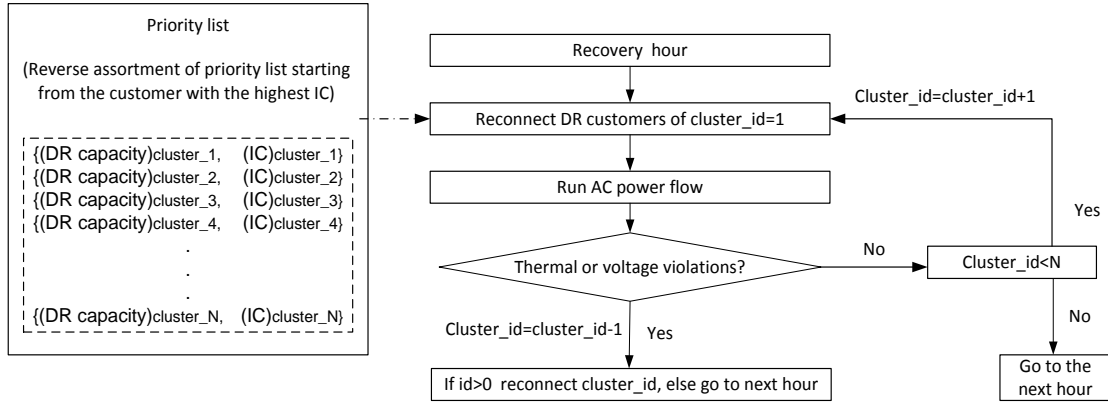 Priority list
(Reverse assortment of priority list starting
from the customer with the highest IC)
{(DR capacity)cluster_1, (IC)cluster_1}
{(DR capacity)cluster_2, (IC)cluster_2}
{(DR capacity)cluster_3, (IC)cluster_3}
{(DR capacity)cluster_4, (IC)cluster_4}
.
.
.
{(DR capacity)cluster_N, (IC)cluster_N}
Recovery hour
Reconnect DR customers of cluster_id=1
Cluster_id=cluster_id+1
Run AC power flow
Thermal or voltage violations?
No
Cluster_id<N
Yes
No
Cluster_id=cluster_id-1
Yes
If id>0 reconnect cluster_id, else go to next hour
Go to the
next hour